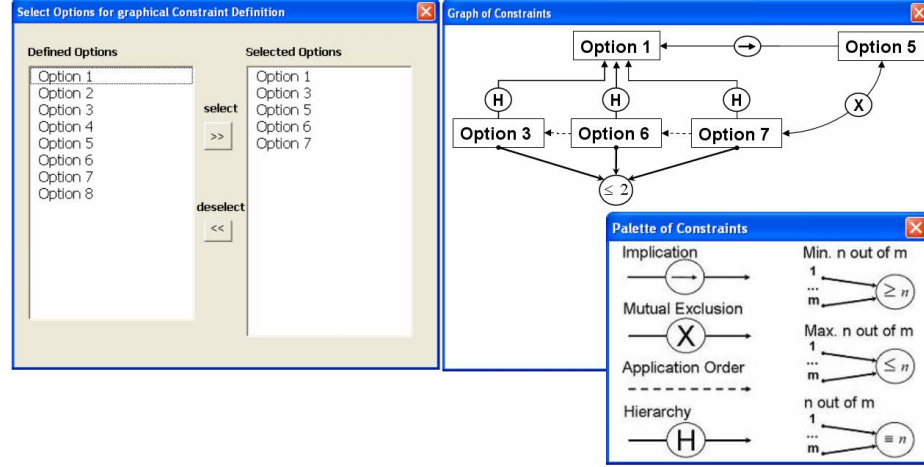 Select Options for graphical Constraint Definition
Defined Options
Option 1
Option 2
Option 3
Option 4
Option 5
Option 6
Option 7
Option 8
select
>>
deselect
<<
Selected Options
Option 1
Option 3
Option 5
Option 6
Option 7
Graph of Constraints
Option 1
→
Option 5
H
H
H
X
Option 3
Option 6
Option 7
≤ 2
Palette of Constraints
Implication
→
Mutual Exclusion
X
Application Order
Hierarchy
H
Min. n out of m
1
...
m
≥ n
Max. n out of m
1
...
m
≤ n
n out of m
1
...
m
= n